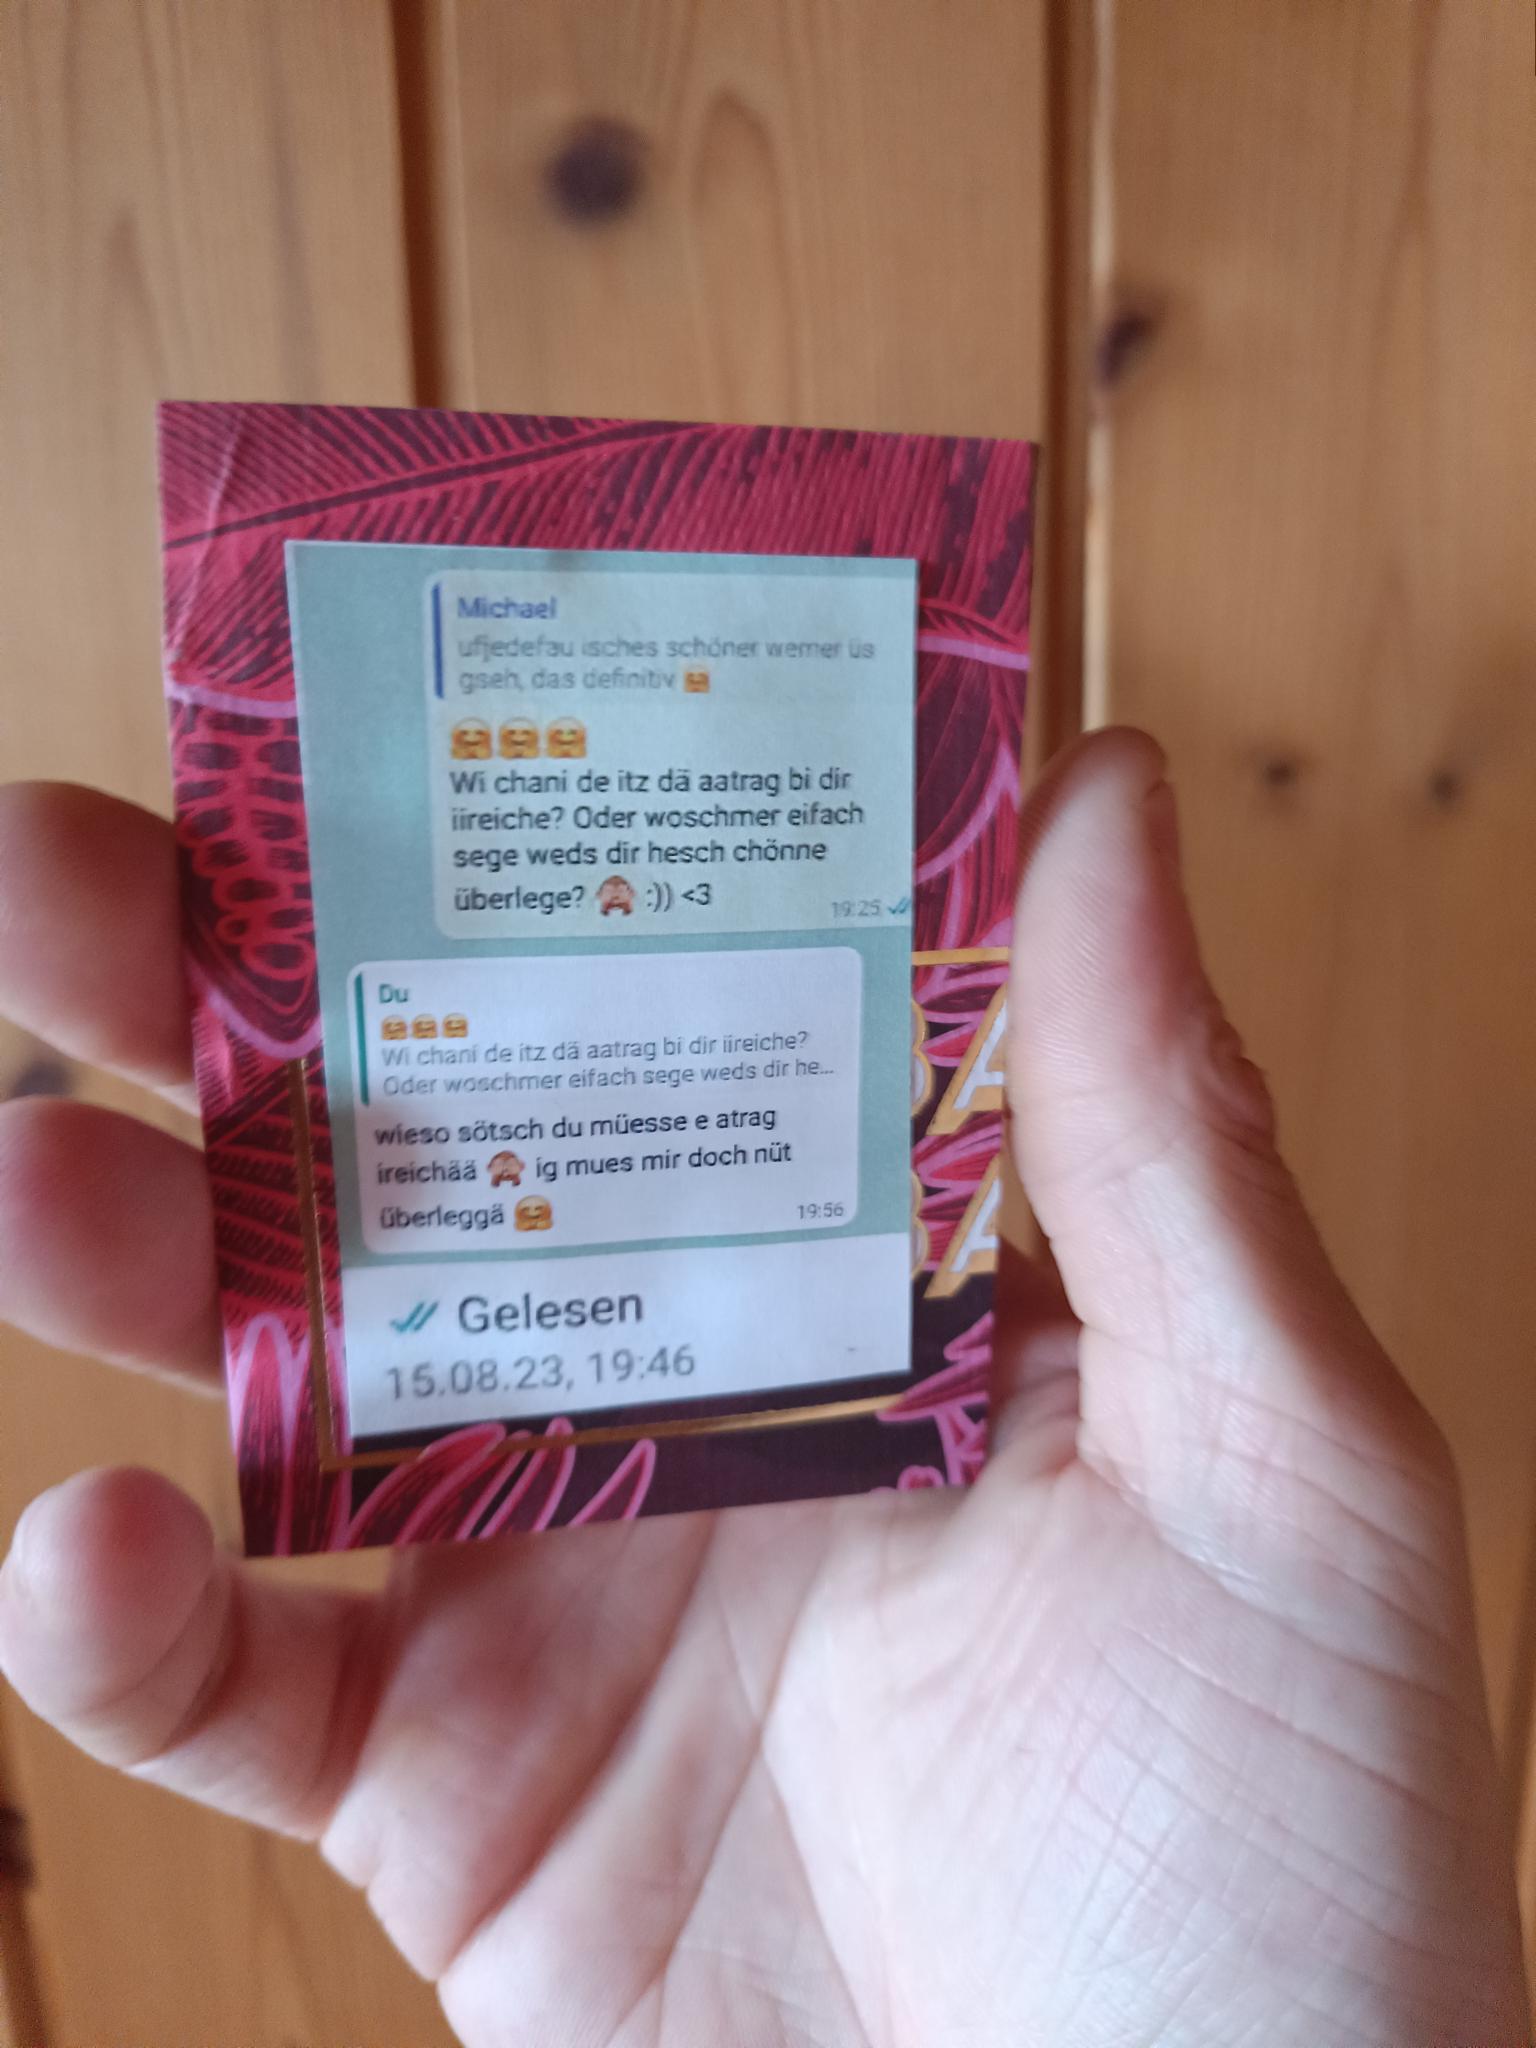 Michael
ufjedefau isches schöner wemer üs
gseh, das definitiv 🤗
🤗🤗🤗
Wi chani de itz dä aatrag bi dir
iireiche? Oder woschmer eifach
sege weds dir hesch chönne
überlege? 🙈 :)) <3
19:25
Du
🤗🤗🤗
Wi chani de itz dä aatrag bi dir iireiche?
Oder woschmer eifach sege weds dir he...
wieso sötsch du müesse e atrag
ireichää 🙈 ig mues mir doch nüt
überleggä 🤗
19:56
Gelesen
15.08.23, 19:46